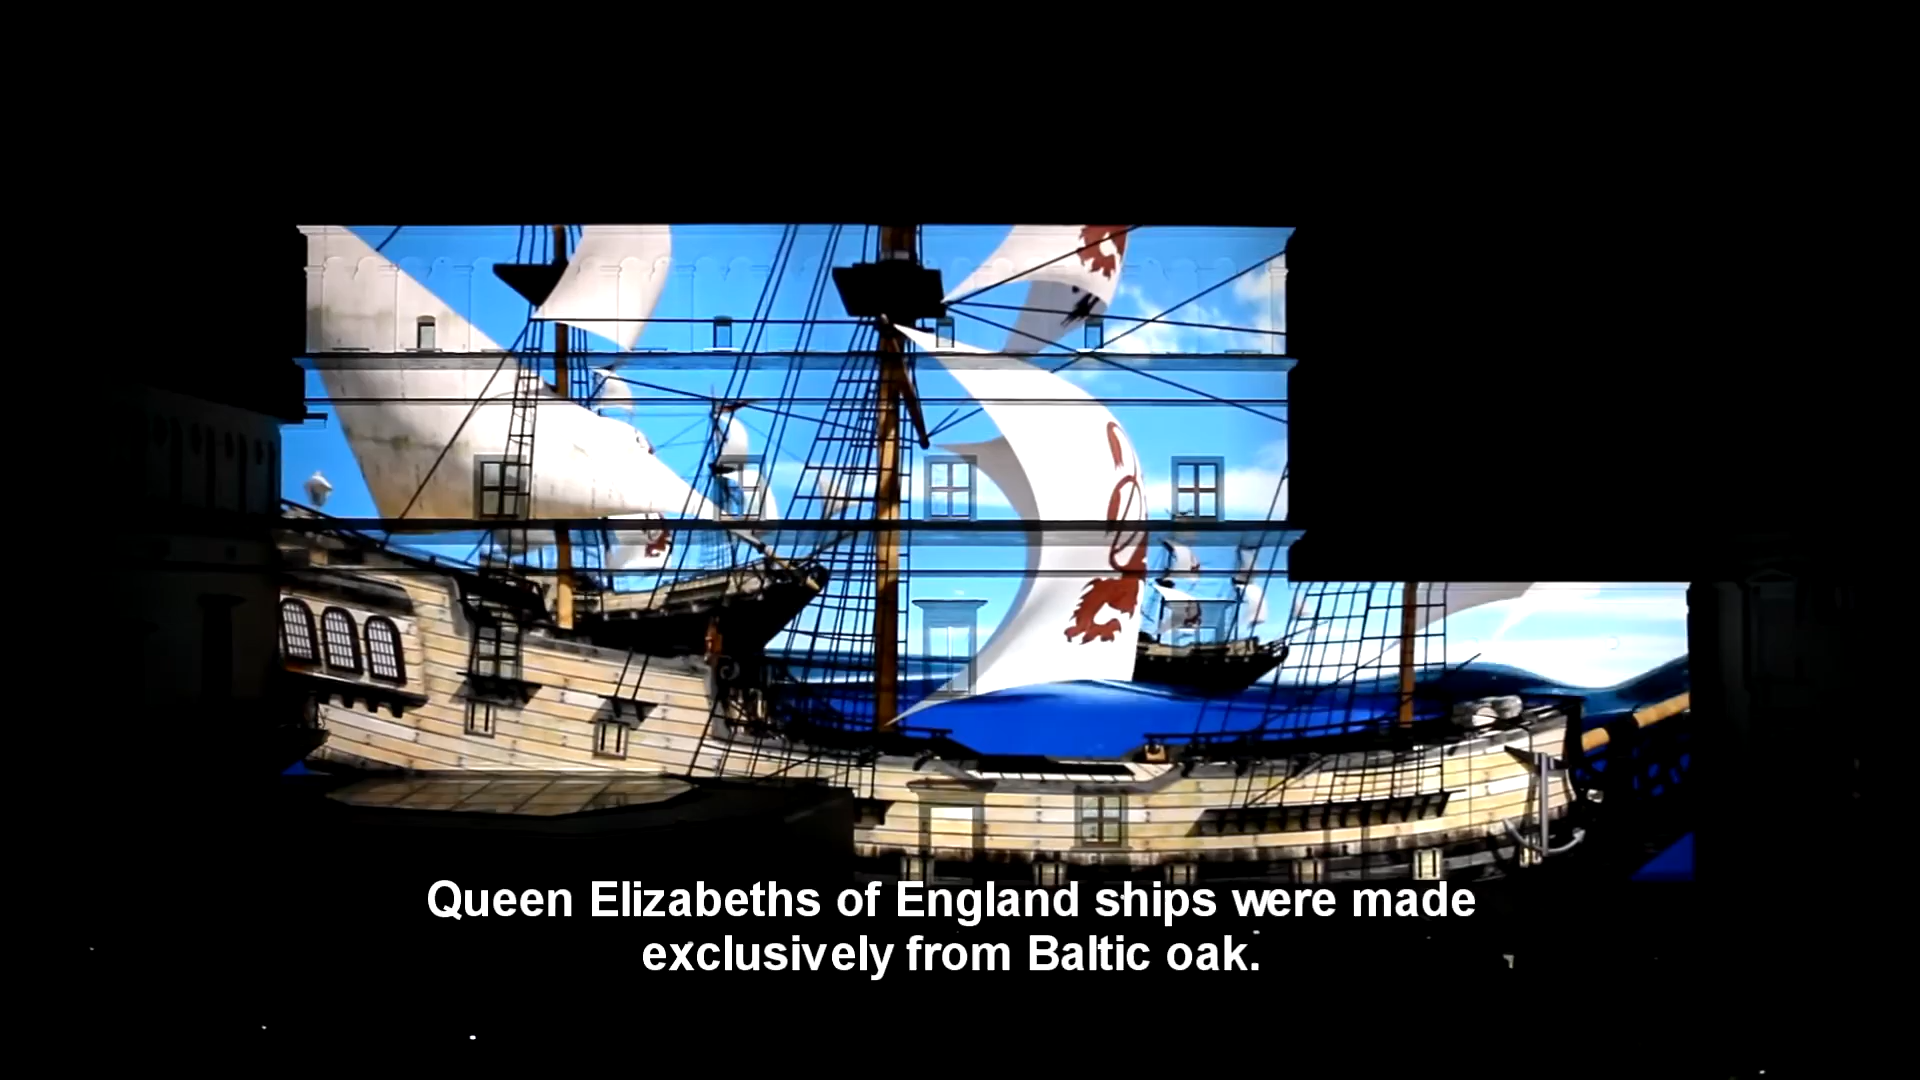 Queen Elizabeths of England ships were made
exclusively from Baltic oak.